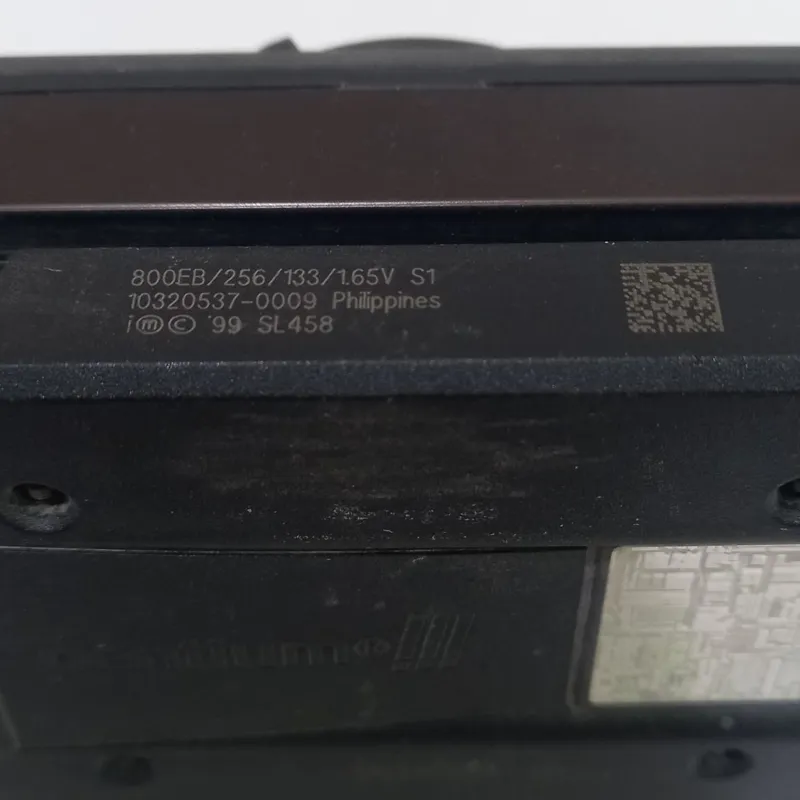 800EB/256/133/1.65V S1
10320537-0009 Philippines
i ⓜ © '99 SL458